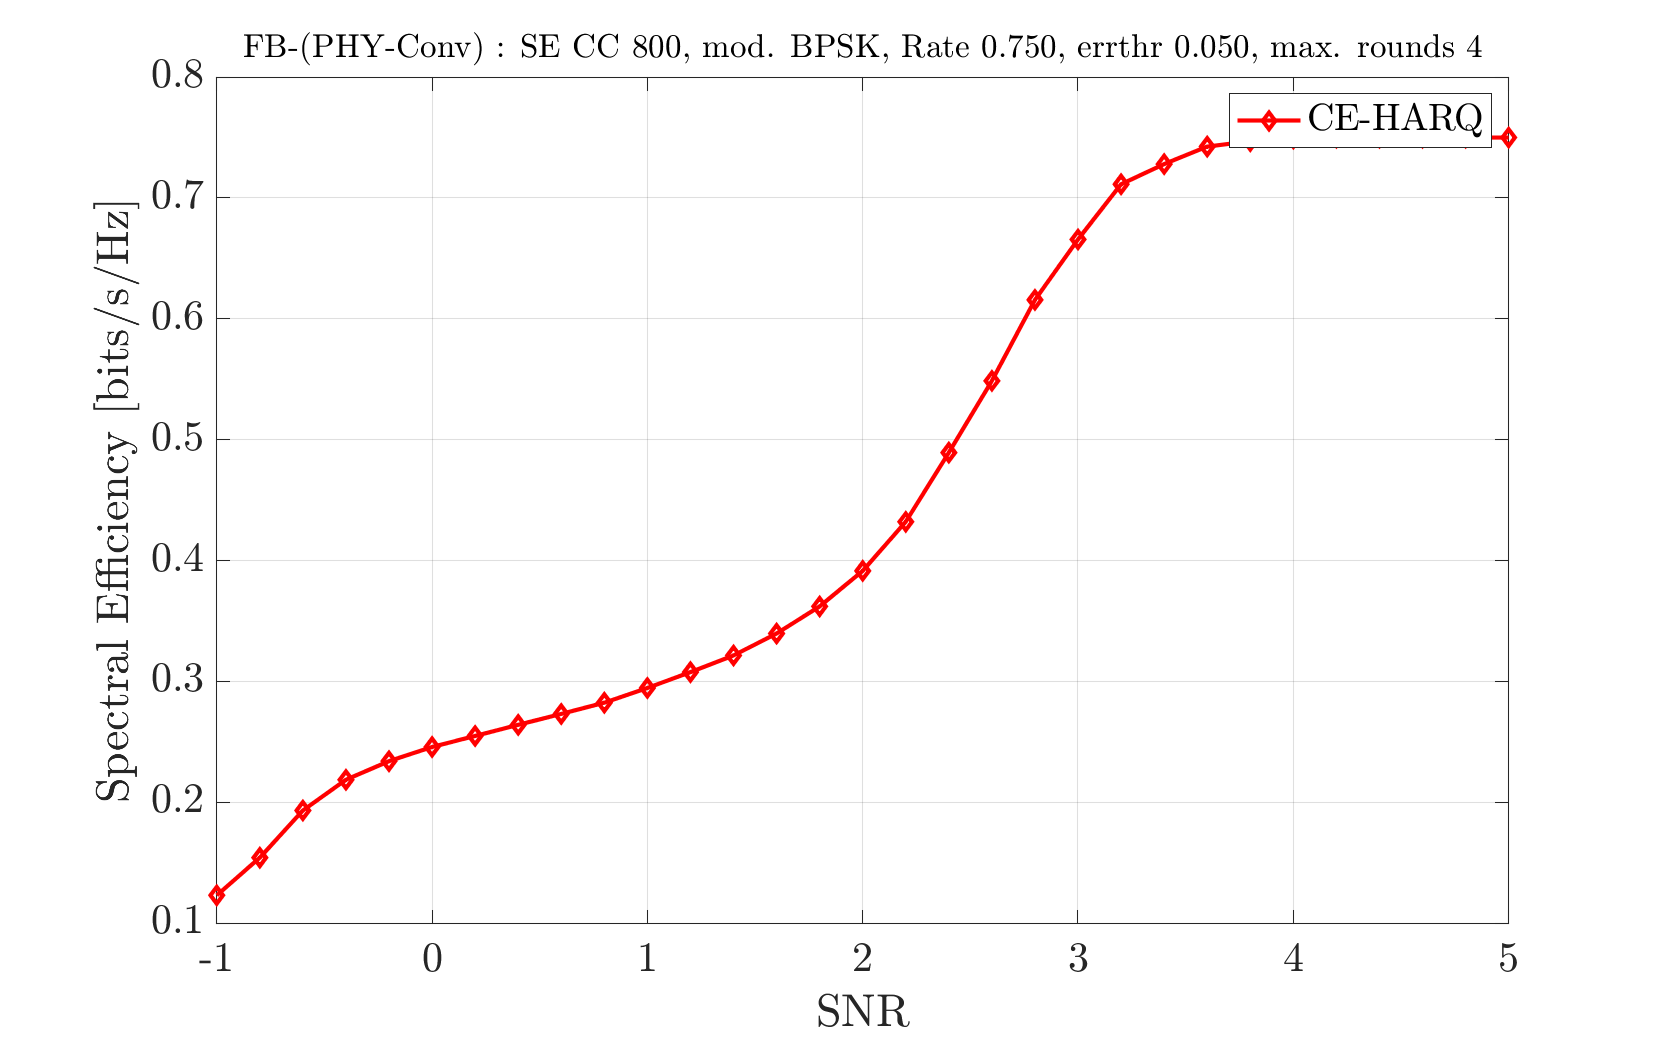 FB-(PHY-Conv) : SE CC 800, mod. BPSK, Rate 0.750, errthr 0.050, max. rounds 4
CE-HARQ
Spectral Efficiency [bits/s/Hz]
0.8
0.7
0.6
0.5
0.4
0.3
0.2
0.1
-1 0 1 2 3 4 5
SNR